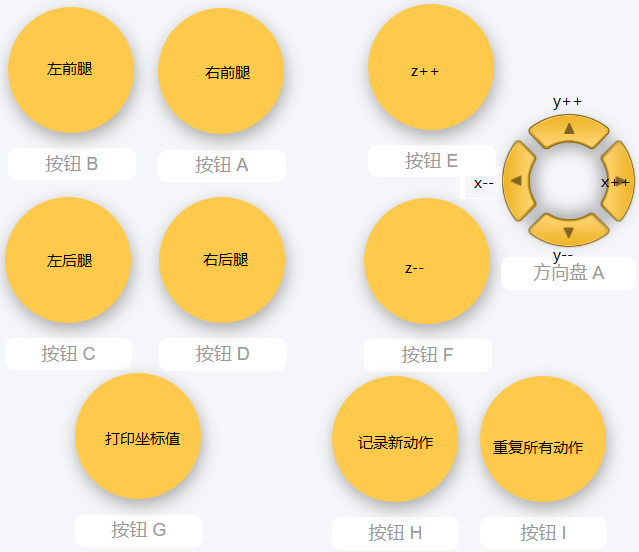 左前腿
右前腿
z++
按钮 B
按钮 A
按钮 E
y++
x--
x++
y--
方向盘 A
左后腿
右后腿
z--
按钮 C
按钮 D
按钮 F
打印坐标值
记录新动作
重复所有动作
按钮 G
按钮 H
按钮 I